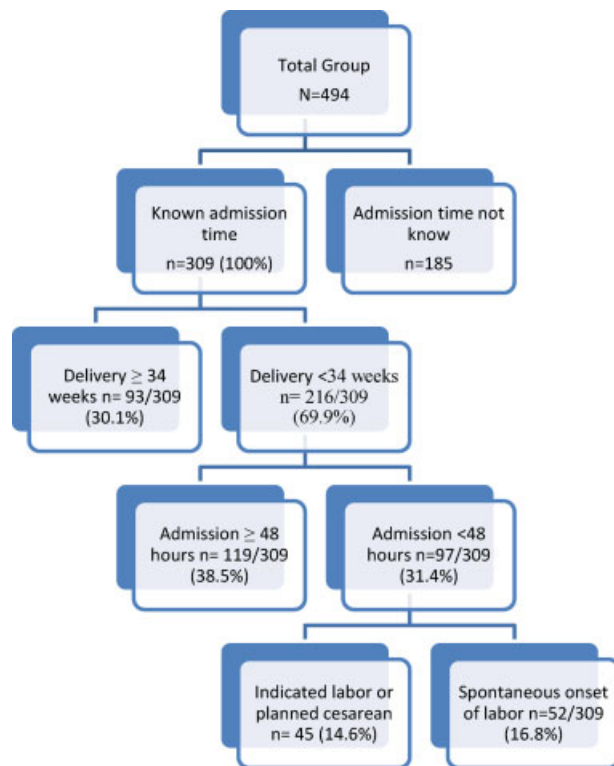 Total Group
N=494
Known admission
time
n=309 (100%)
Admission time not
know
n=185
Delivery ≥ 34
weeks n= 93/309
(30.1%)
Delivery <34 weeks
n= 216/309
(69.9%)
Admission ≥ 48
hours n= 119/309
(38.5%)
Admission <48
hours n=97/309
(31.4%)
Indicated labor or
planned cesarean
n= 45 (14.6%)
Spontaneous onset
of labor n=52/309
(16.8%)